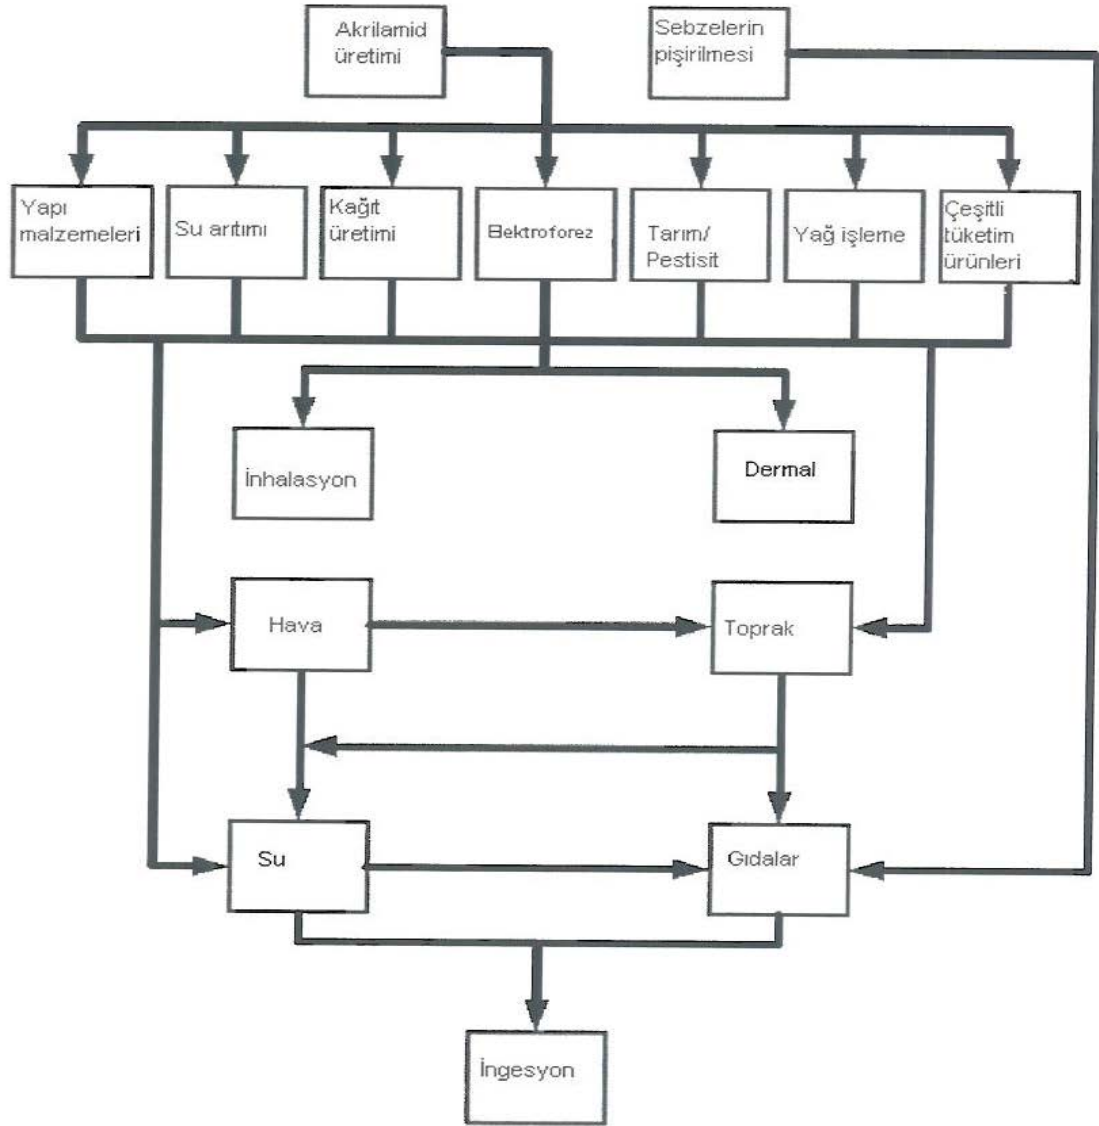 Akrilamid
üretimi
Sebzelerin
pişirilmesi
Yapı
malzemeleri
Su arıtımı
Kağıt
üretimi
Elektroforez
Tarım/
Pestisit
Yağ işleme
Çeşitli
tüketim
ürünleri
İnhalasyon
Dermal
Hava
Toprak
Su
Gıdalar
İngesyon